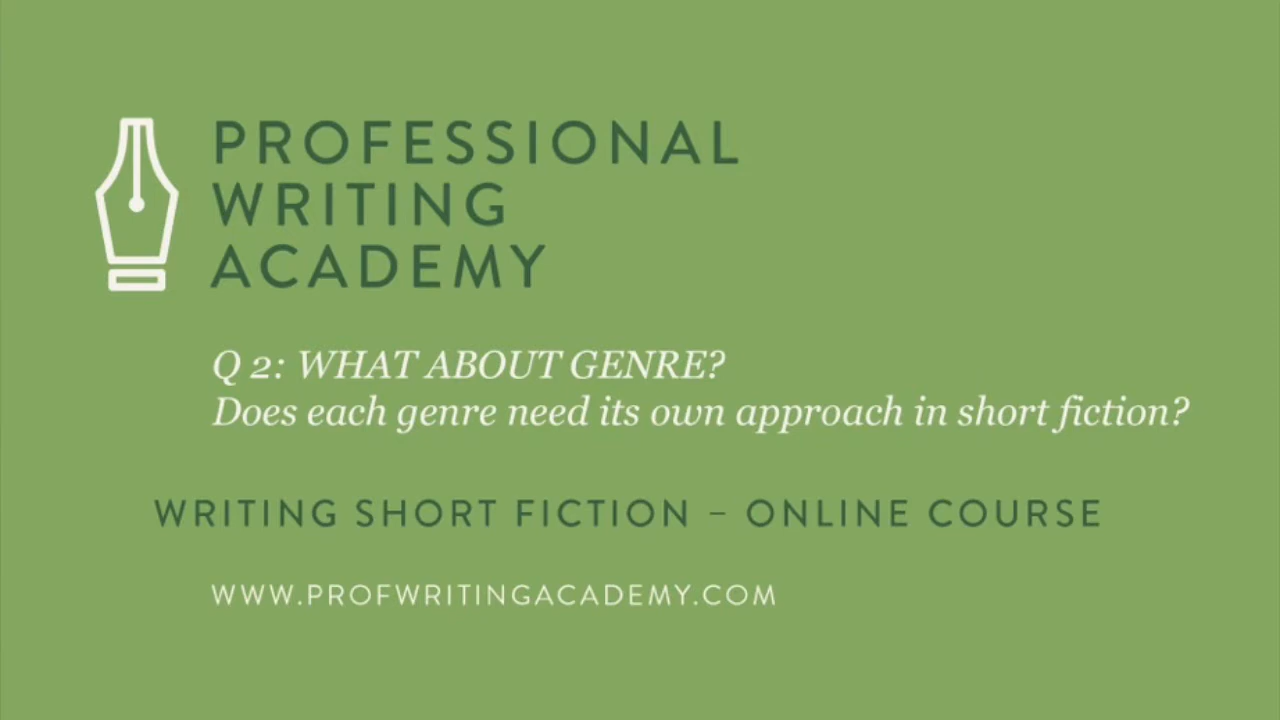 PROFESSIONAL
WRITING
ACADEMY
Q 2: WHAT ABOUT GENRE?
Does each genre need its own approach in short fiction?
WRITING SHORT FICTION – ONLINE COURSE
WWW.PROFWRITINGACADEMY.COM